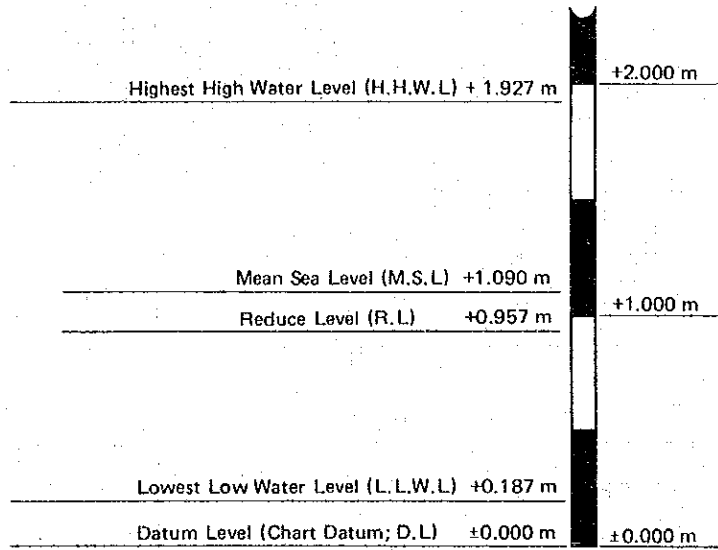 +2.000 m
Highest High Water Level (H.H.W.L) + 1.927 m
Mean Sea Level (M.S.L) +1.090 m
+1.000 m
Reduce Level (R.L) +0.957 m
Lowest Low Water Level (L.L.W.L) +0.187 m
Datum Level (Chart Datum; D.L) ±0.000 m
±0.000 m